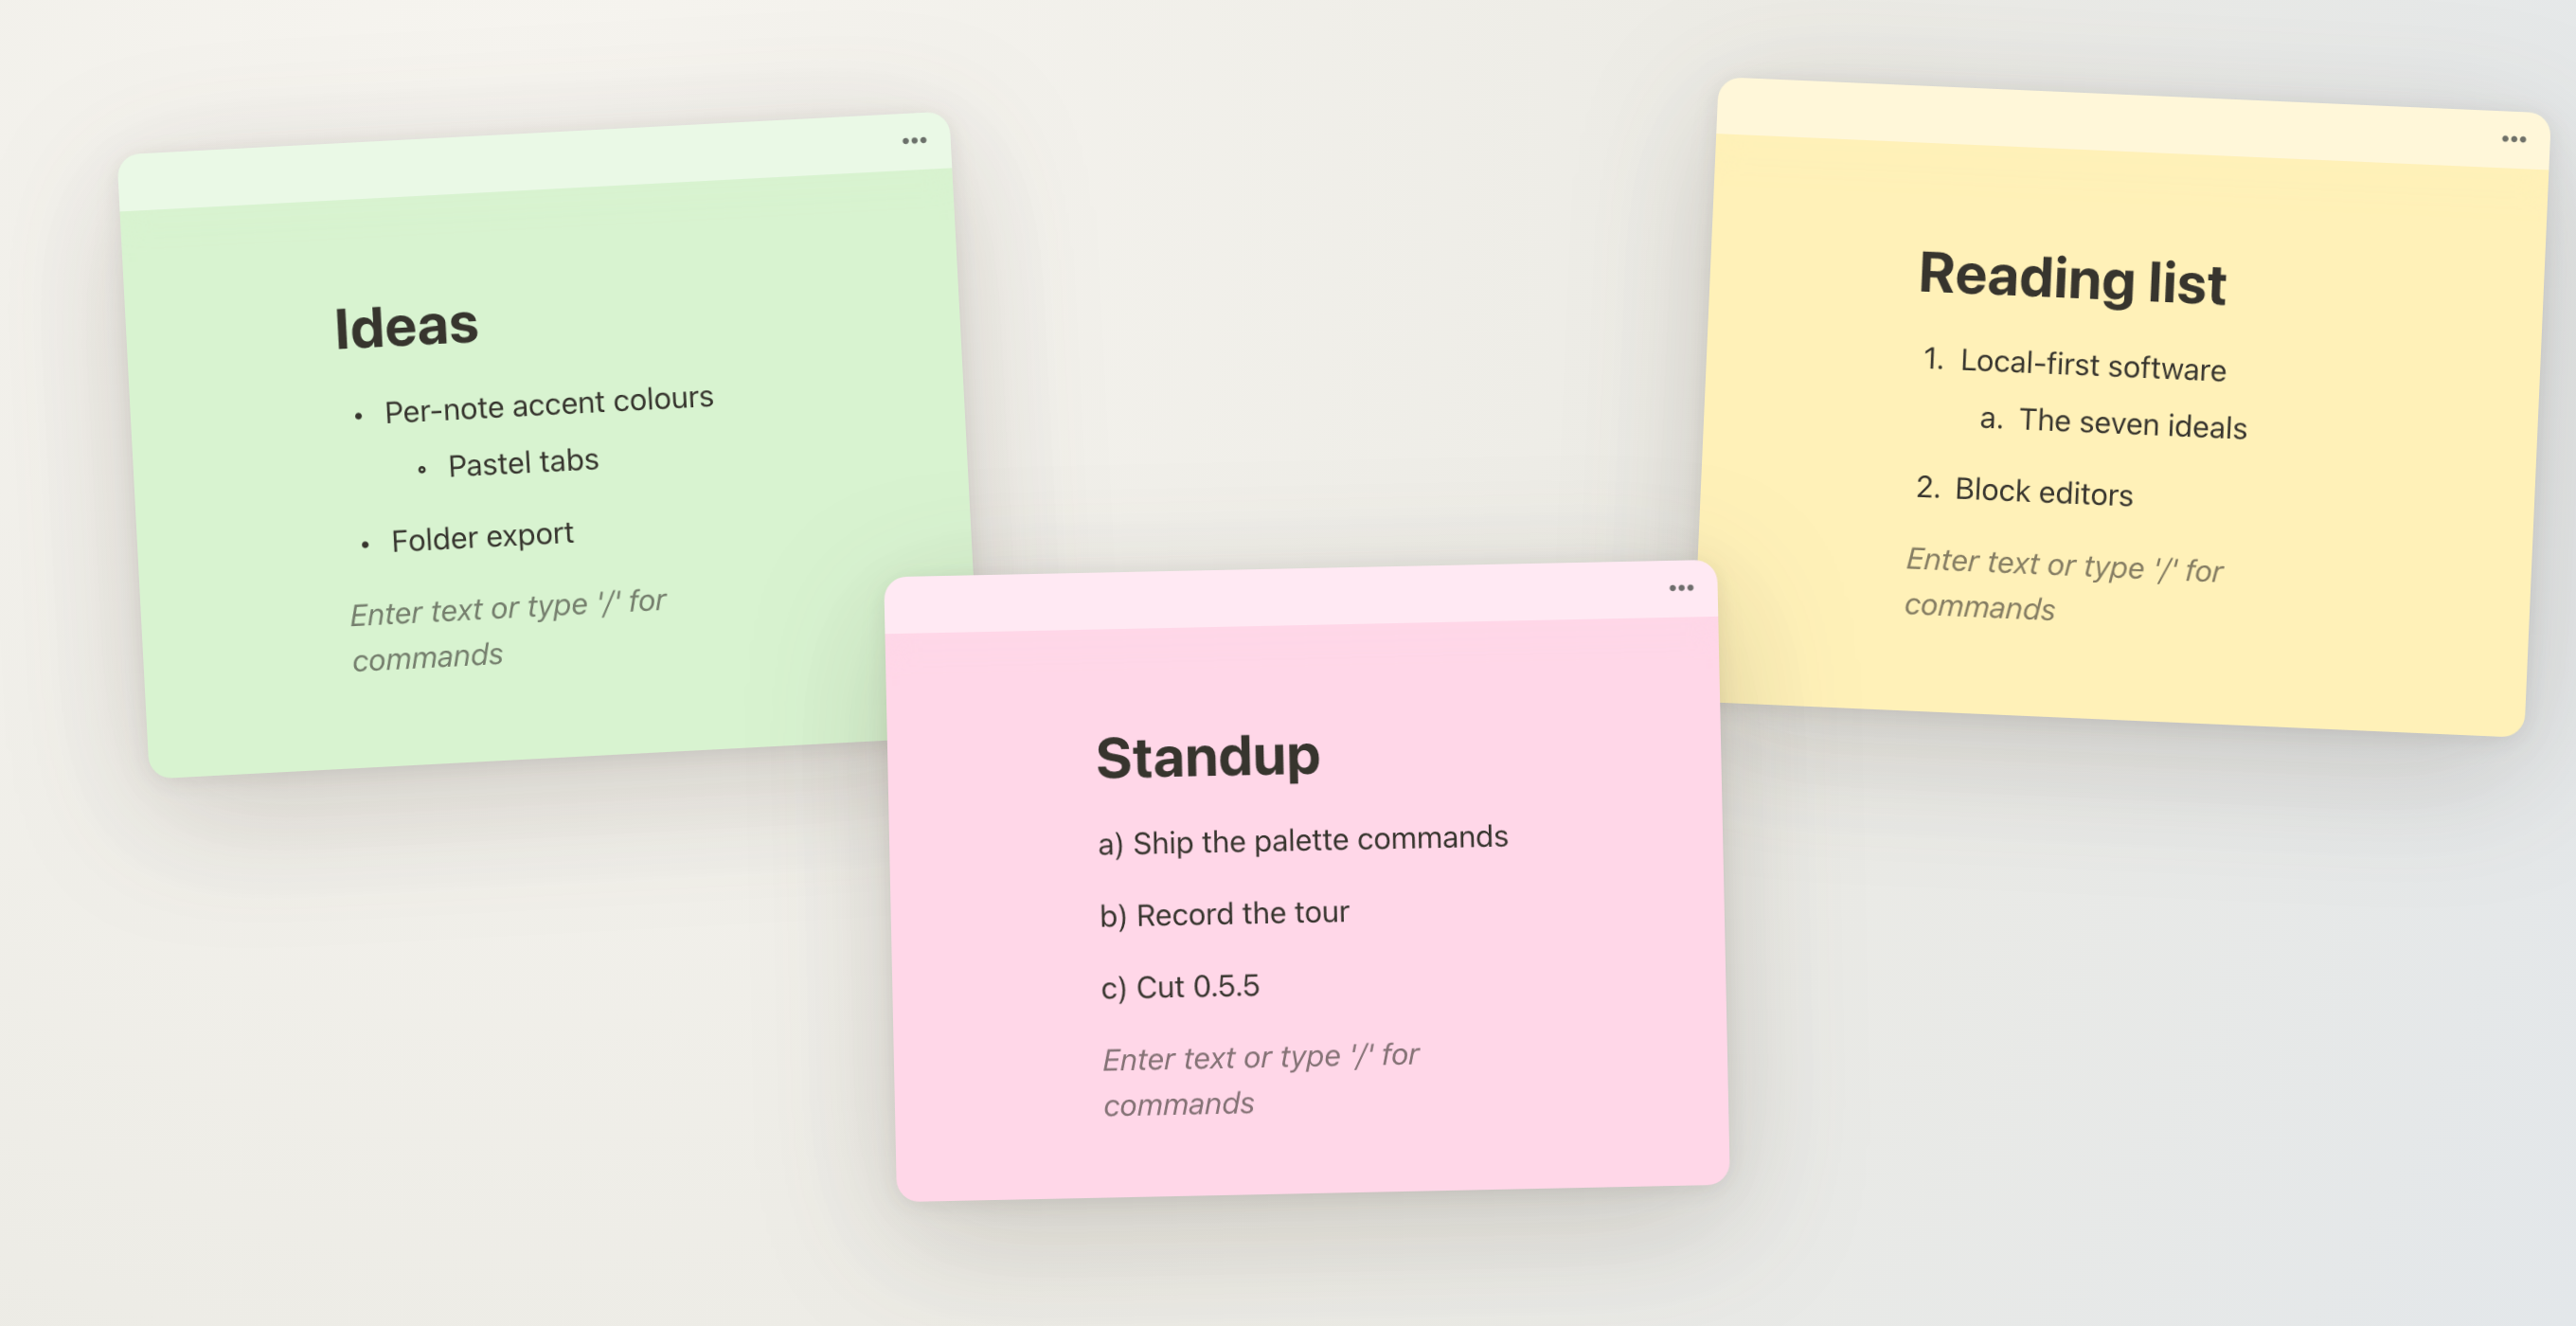 Ideas
• Per-note accent colours
◦ Pastel tabs
• Folder export
Enter text or type '/' for
commands
Reading list
1. Local-first software
a. The seven ideals
2. Block editors
Enter text or type '/' for
commands
Standup
a) Ship the palette commands
b) Record the tour
c) Cut 0.5.5
Enter text or type '/' for
commands